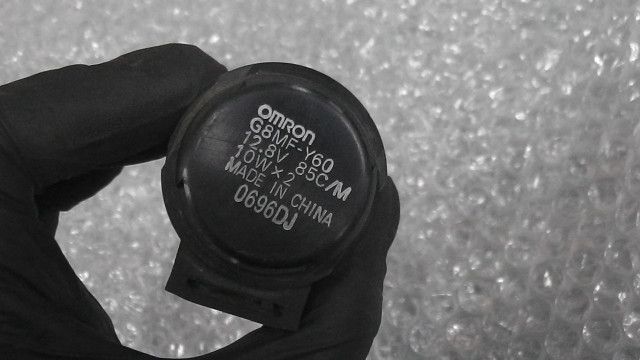 OMRON
G8MF-Y60
12.8V 85C/M
10W×2
MADE IN CHINA
0696DJ